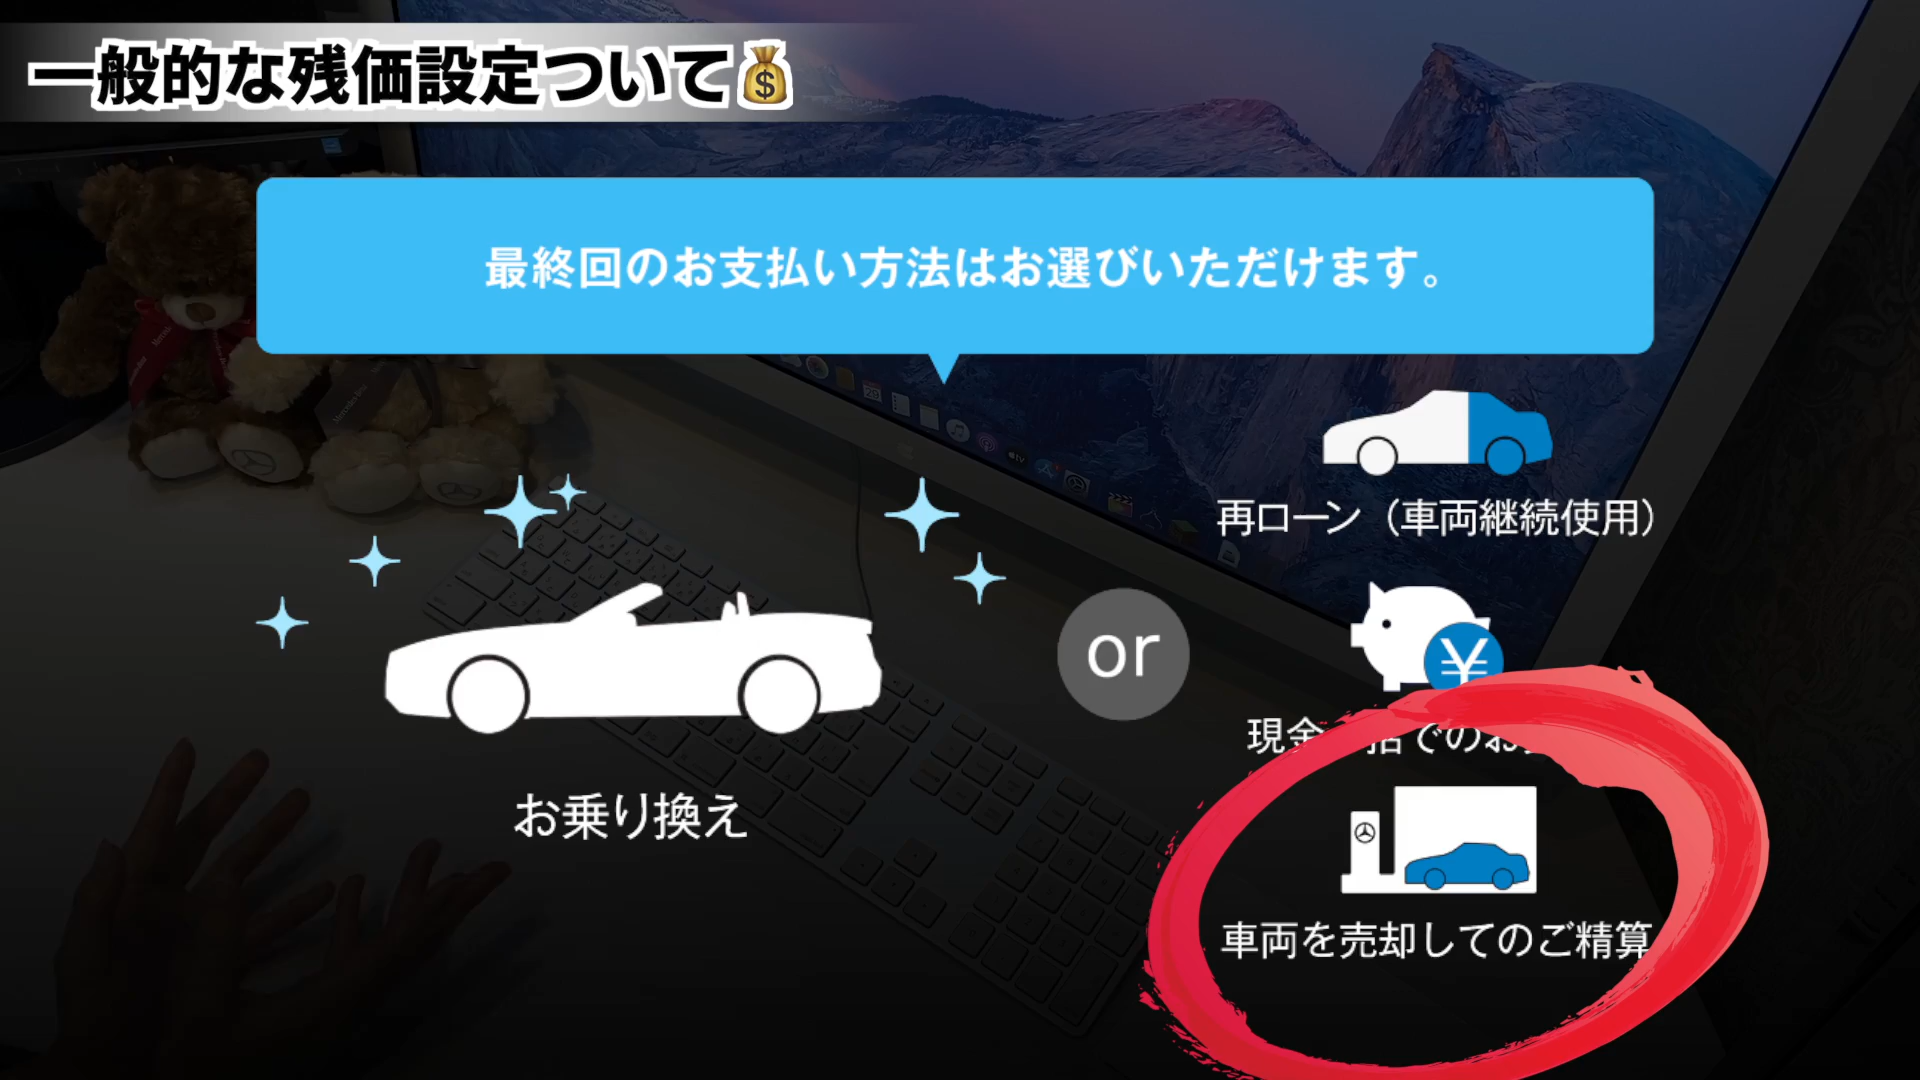 一般的な残価設定ついて💰
最終回のお支払い方法はお選びいただけます。
再ローン（車両継続使用）
or
¥
現金 でのお
お乗り換え
車両を売却してのご精算